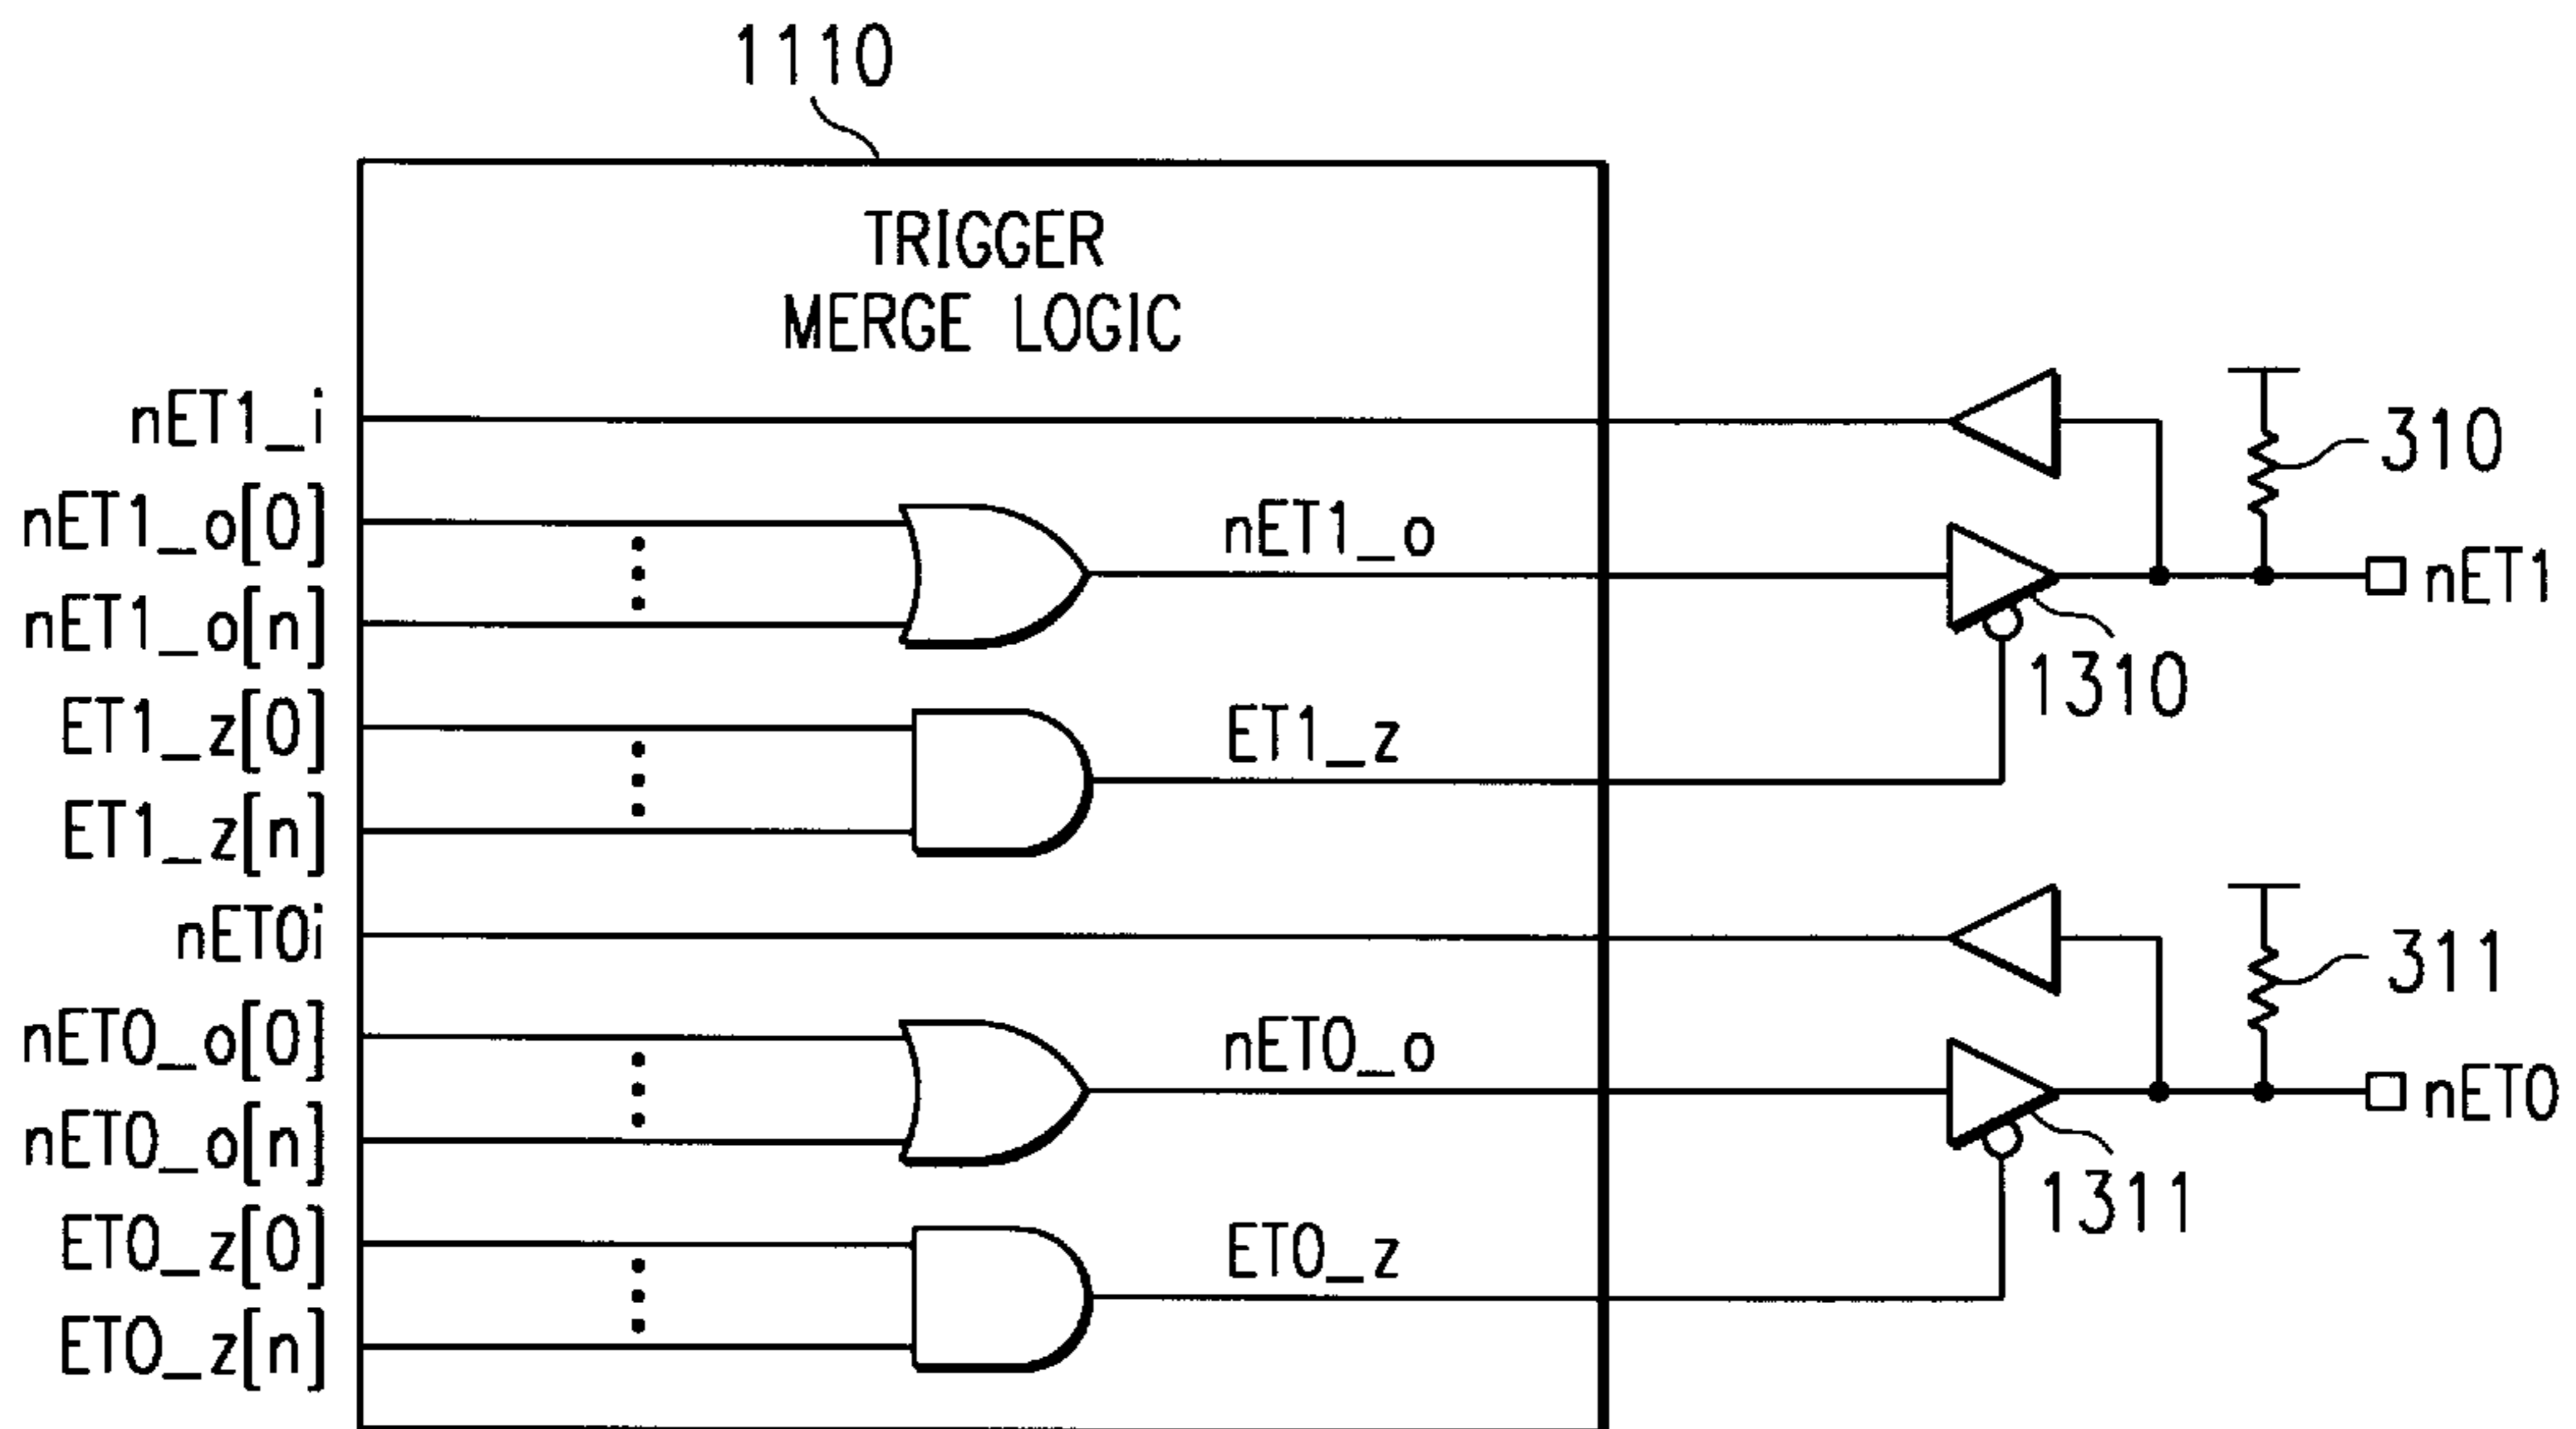 1110
TRIGGER
MERGE LOGIC
nET1_i
310
nET1_o[0]
nET1_o
nET1
nET1_o[n]
1310
ET1_z[0]
ET1_z
ET1_z[n]
nET0i
311
nET0_o[0]
nET0_o
nET0
nET0_o[n]
1311
ET0_z[0]
ET0_z
ET0_z[n]